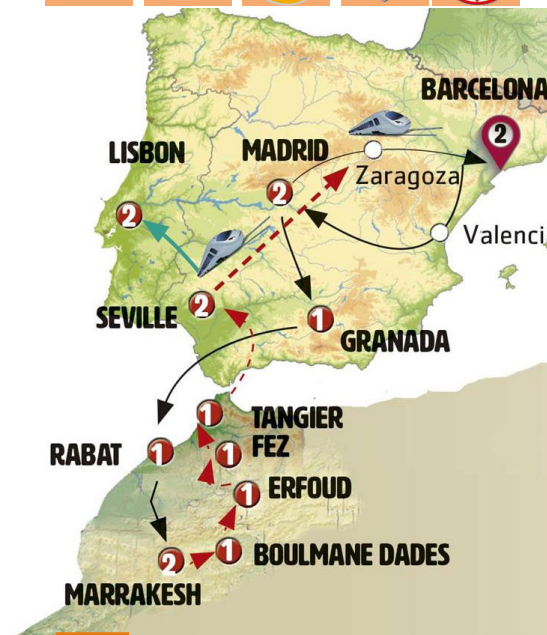 BARCELONA
2
LISBON
MADRID
Zaragoza
2
2
Valenci
SEVILLE
2
1
GRANADA
1
TANGIER
RABAT
1
1
FEZ
1
ERFOUD
2
1
BOULMANE DADES
MARRAKESH